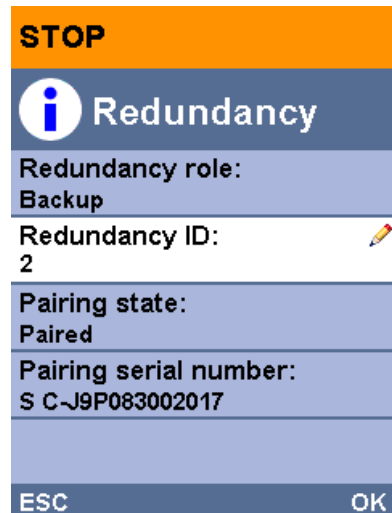 STOP
i Redundancy
Redundancy role:
Backup
Redundancy ID:
2
Pairing state:
Paired
Pairing serial number:
S C-J9P083002017
ESC OK